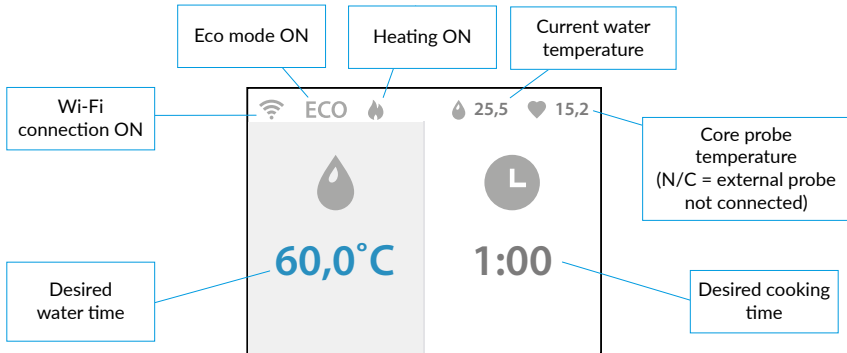 Eco mode ON
Heating ON
Current water
temperature
Wi-Fi
connection ON
ECO
25,5
15,2
Core probe
temperature
(N/C = external probe
not connected)
60,0°C
1:00
Desired
water time
Desired cooking
time